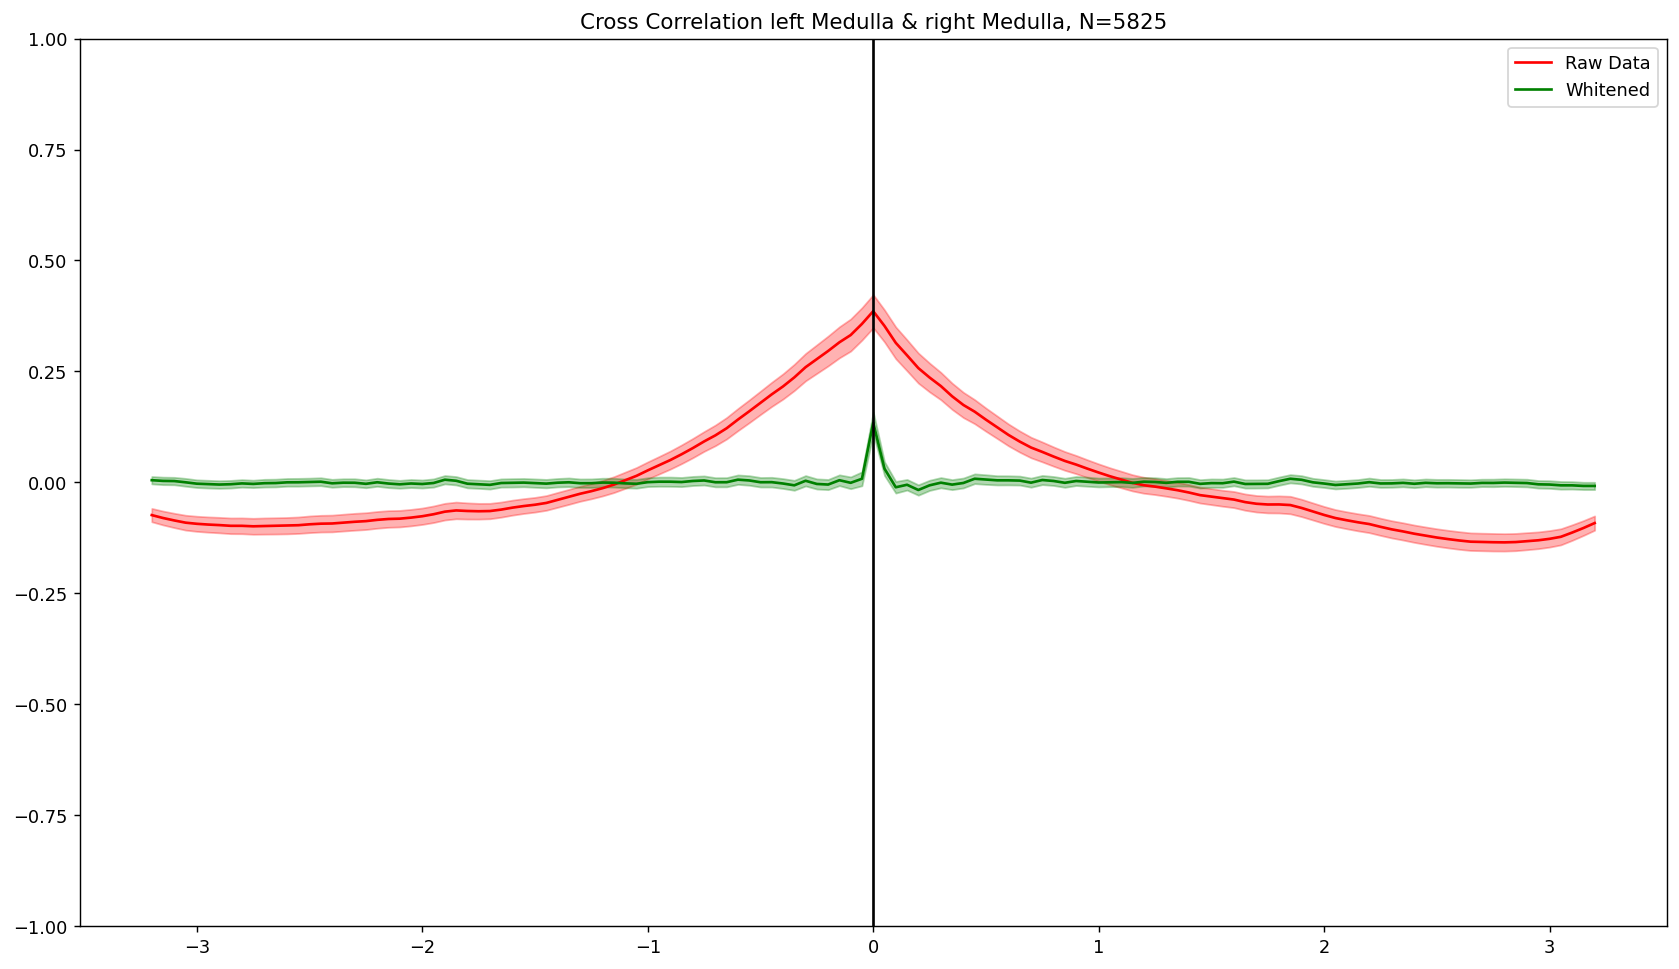 Cross Correlation left Medulla & right Medulla, N=5825
1.00
0.75
0.50
0.25
0.00
−0.25
−0.50
−0.75
−1.00
Raw Data
Whitened
−3 −2 −1 0 1 2 3